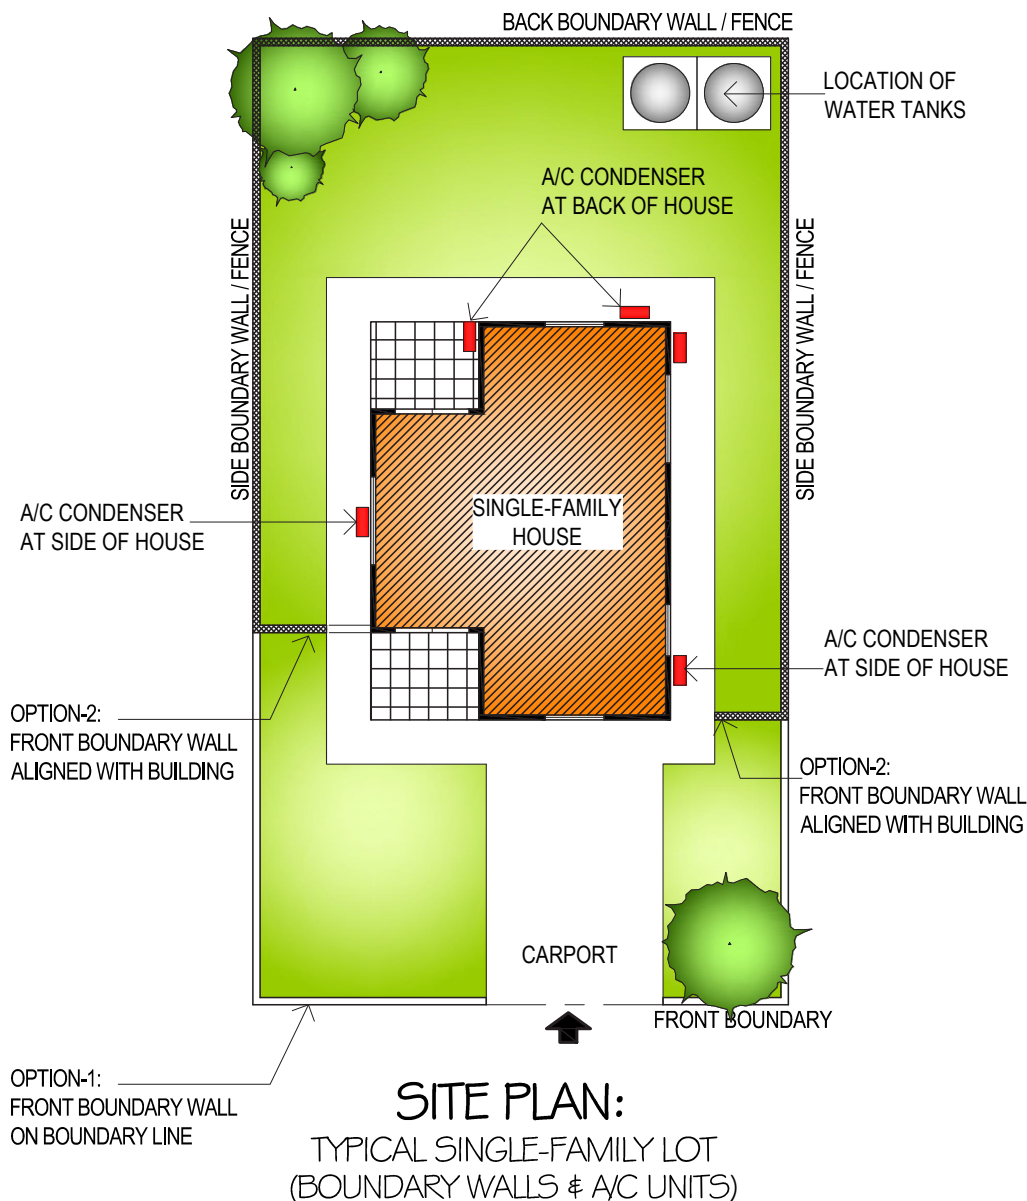 BACK BOUNDARY WALL / FENCE
LOCATION OF
WATER TANKS
A/C CONDENSER
AT BACK OF HOUSE
SIDE BOUNDARY WALL / FENCE
SIDE BOUNDARY WALL / FENCE
SINGLE-FAMILY
HOUSE
A/C CONDENSER
AT SIDE OF HOUSE
A/C CONDENSER
AT SIDE OF HOUSE
OPTION-2:
FRONT BOUNDARY WALL
ALIGNED WITH BUILDING
OPTION-2:
FRONT BOUNDARY WALL
ALIGNED WITH BUILDING
CARPORT
FRONT BOUNDARY
OPTION-1:
FRONT BOUNDARY WALL
ON BOUNDARY LINE
SITE PLAN:
TYPICAL SINGLE-FAMILY LOT
(BOUNDARY WALLS & A/C UNITS)